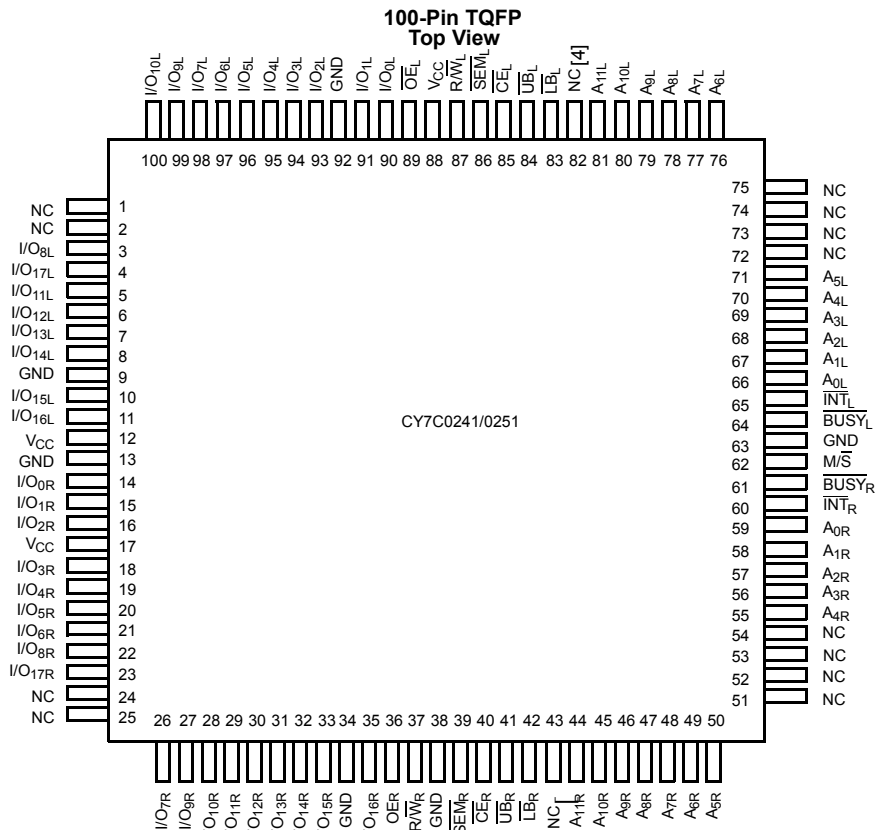 100-Pin TQFP
Top View
I/O10L I/O9L I/O7L I/O6L I/O5L I/O4L I/O3L I/O2L GND I/O1L I/O0L OEL VCC R/WL SEML CEL UBL LBL NC[4] A11L A10L A9L A8L A7L A6L
100 99 98 97 96 95 94 93 92 91 90 89 88 87 86 85 84 83 82 81 80 79 78 77 76
NC 1
NC 2
I/O8L 3
I/O17L 4
I/O11L 5
I/O12L 6
I/O13L 7
I/O14L 8
GND 9
I/O15L 10
I/O16L 11
VCC 12
GND 13
I/O0R 14
I/O1R 15
I/O2R 16
VCC 17
I/O3R 18
I/O4R 19
I/O5R 20
I/O6R 21
I/O8R 22
I/O17R 23
NC 24
NC 25
CY7C0241/0251
75 NC
74 NC
73 NC
72 NC
71 A5L
70 A4L
69 A3L
68 A2L
67 A1L
66 A0L
65 INTL
64 BUSYL
63 GND
62 M/S
61 BUSYR
60 INTR
59 A0R
58 A1R
57 A2R
56 A3R
55 A4R
54 NC
53 NC
52 NC
51 NC
26 27 28 29 30 31 32 33 34 35 36 37 38 39 40 41 42 43 44 45 46 47 48 49 50
I/O7R I/O9R /O10R /O11R /O12R /O13R /O14R /O15R GND /O16R OER R/WR GND SEMR CER UBR LBR NC A11R A10R A9R A8R A7R A6R A5R